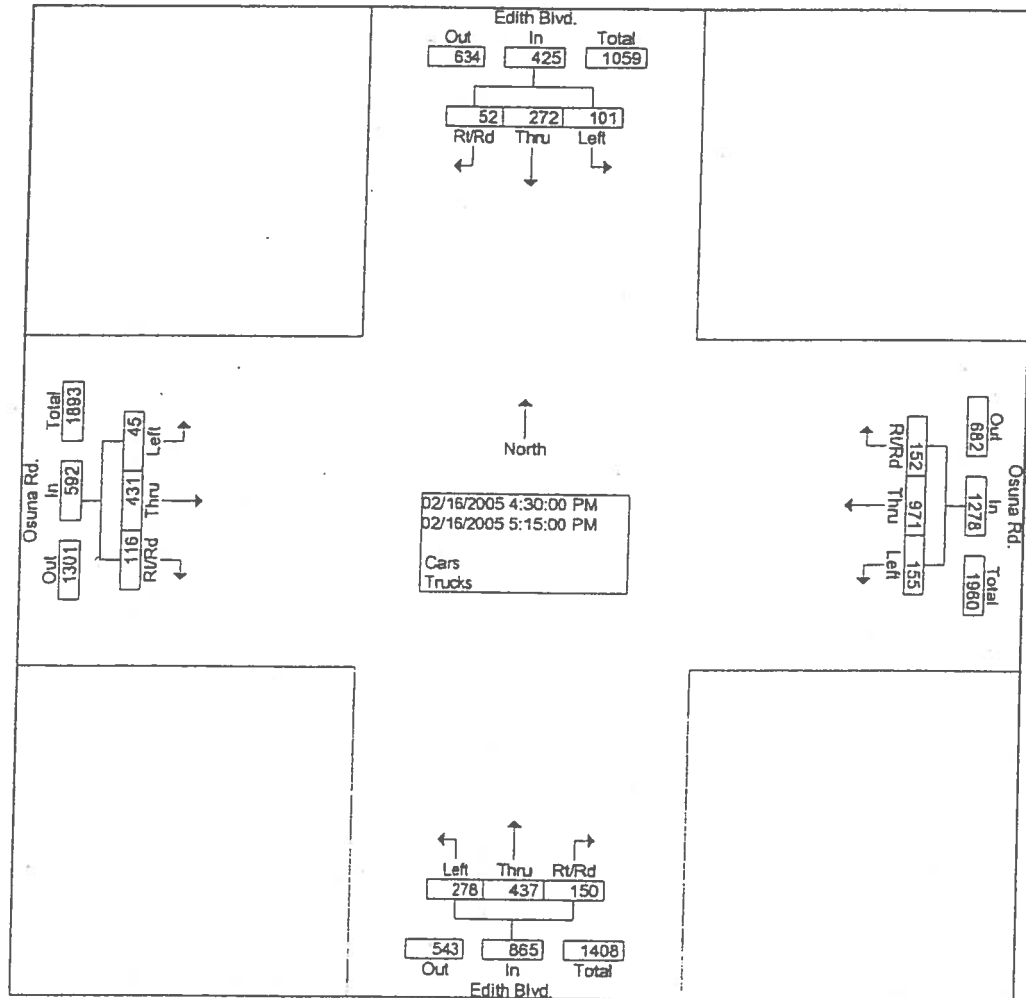 Edith Blvd.
Out In Total
634 425 1059
52 272 101
Rt/Rd Thru Left
Osuna Rd.
Total In Out
1893 592 1301
45 431 116
Left Thru Rt/Rd
North
02/16/2005 4:30:00 PM
02/16/2005 5:15:00 PM
Cars
Trucks
Rt/Rd Thru Left
152 971 155
Out In Total
682 1278 1960
Osuna Rd.
Left Thru Rt/Rd
278 437 150
543 865 1408
Out In Total
Edith Blvd.